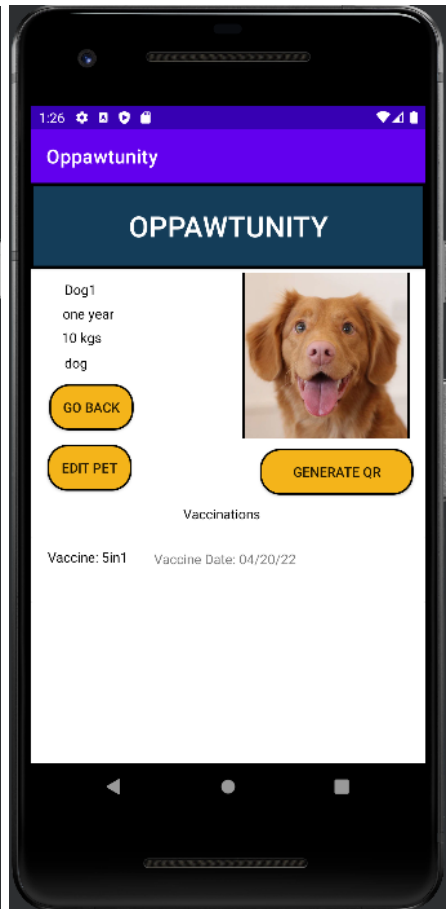 1:26
Oppawtunity
OPPAWTUNITY
Dog1
one year
10 kgs
dog
GO BACK
EDIT PET
GENERATE QR
Vaccinations
Vaccine: 5in1 Vaccine Date: 04/20/22